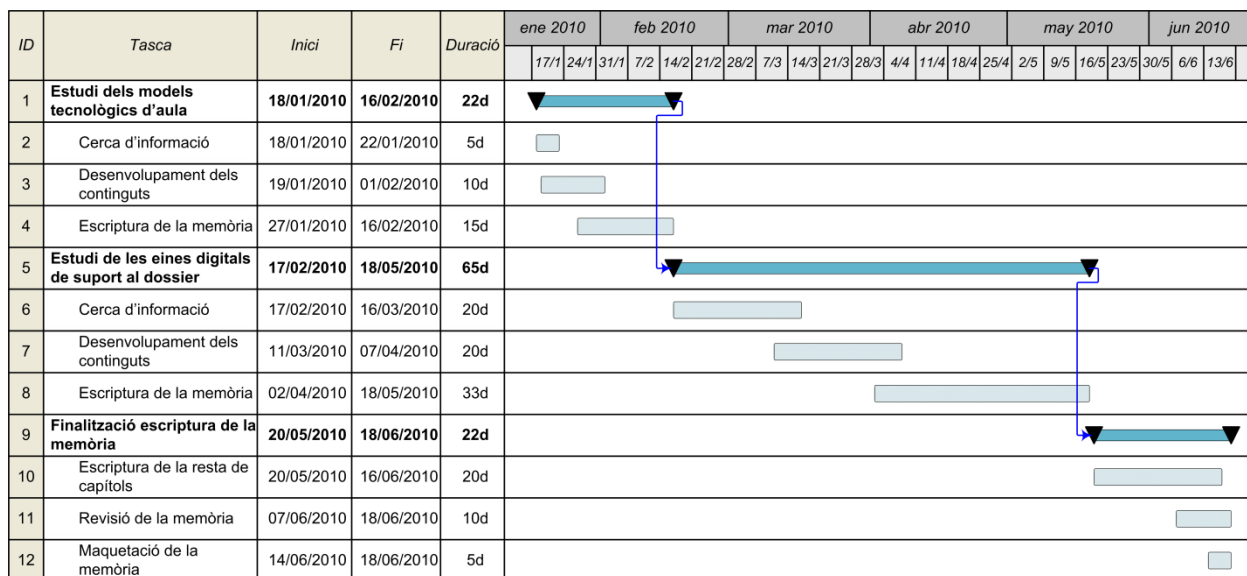 ID Tasca Inici Fi Duració ene 2010 feb 2010 mar 2010 abr 2010 may 2010 jun 2010
17/1 24/1 31/1 7/2 14/2 21/2 28/2 7/3 14/3 21/3 28/3 4/4 11/4 18/4 25/4 2/5 9/5 16/5 23/5 30/5 6/6 13/6
1 Estudi dels models
tecnològics d’aula 18/01/2010 16/02/2010 22d
2 Cerca d’informació 18/01/2010 22/01/2010 5d
3 Desenvolupament dels
continguts 19/01/2010 01/02/2010 10d
4 Escriptura de la memòria 27/01/2010 16/02/2010 15d
5 Estudi de les eines digitals
de suport al dossier 17/02/2010 18/05/2010 65d
6 Cerca d’informació 17/02/2010 16/03/2010 20d
7 Desenvolupament dels
continguts 11/03/2010 07/04/2010 20d
8 Escriptura de la memòria 02/04/2010 18/05/2010 33d
9 Finalització escriptura de la
memòria 20/05/2010 18/06/2010 22d
10 Escriptura de la resta de
capítols 20/05/2010 16/06/2010 20d
11 Revisió de la memòria 07/06/2010 18/06/2010 10d
12 Maquetació de la
memòria 14/06/2010 18/06/2010 5d